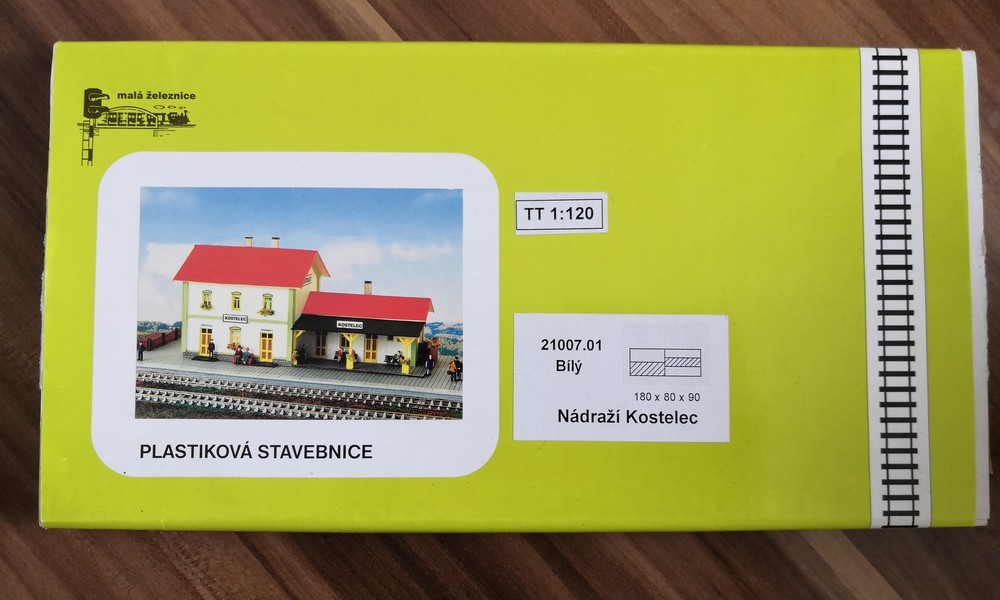 malá železnice
KOSTELEC
KOSTELEC
PLASTIKOVÁ STAVEBNICE
TT 1:120
21007.01
Bílý
180 x 80 x 90
Nádraží Kostelec